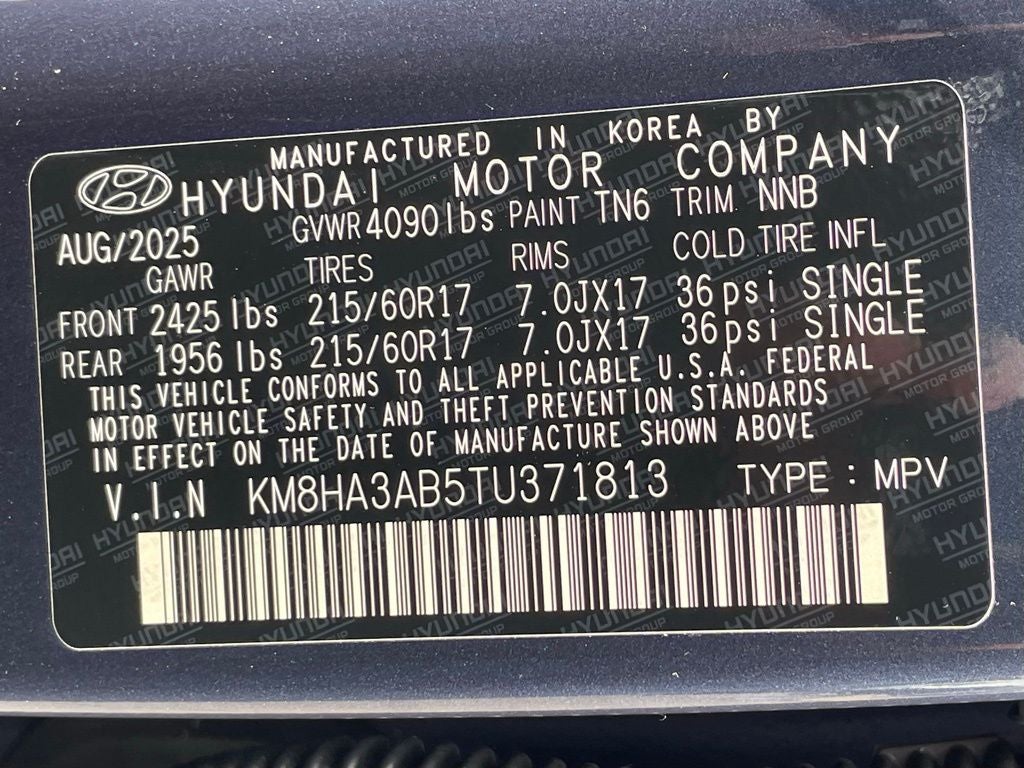 MANUFACTURED IN KOREA BY
HYUNDAI MOTOR COMPANY
AUG/2025 GVWR 4090 lbs PAINT TN6 TRIM NNB
GAWR TIRES RIMS COLD TIRE INFL
FRONT 2425 lbs 215/60R17 7.0JX17 36psi SINGLE
REAR 1956 lbs 215/60R17 7.0JX17 36psi SINGLE
THIS VEHICLE CONFORMS TO ALL APPLICABLE U.S.A. FEDERAL
MOTOR VEHICLE SAFETY AND THEFT PREVENTION STANDARDS
IN EFFECT ON THE DATE OF MANUFACTURE SHOWN ABOVE
V.I.N KM8HA3AB5TU371813 TYPE : MPV
HYUNDAI
MOTOR GROUP